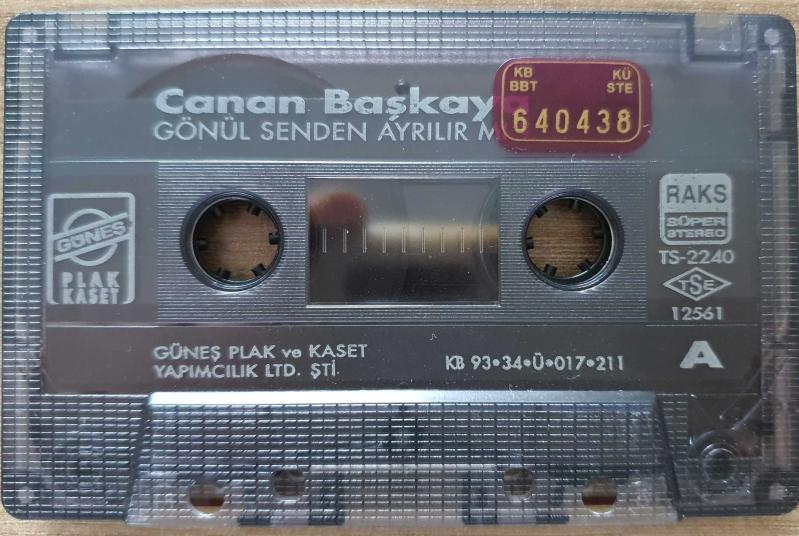 Canan Başkay
KB KÜ
BBT STE
640438
GÖNÜL SENDEN AYRILIR
GÜNEŞ
PLAK
KASET
RAKS
SÜPER
STEREO
TS-2240
TSE
12561
GÜNEŞ PLAK ve KASET
YAPIMCILIK LTD. ŞTİ.
KB 93•34•Ü•017•211
A